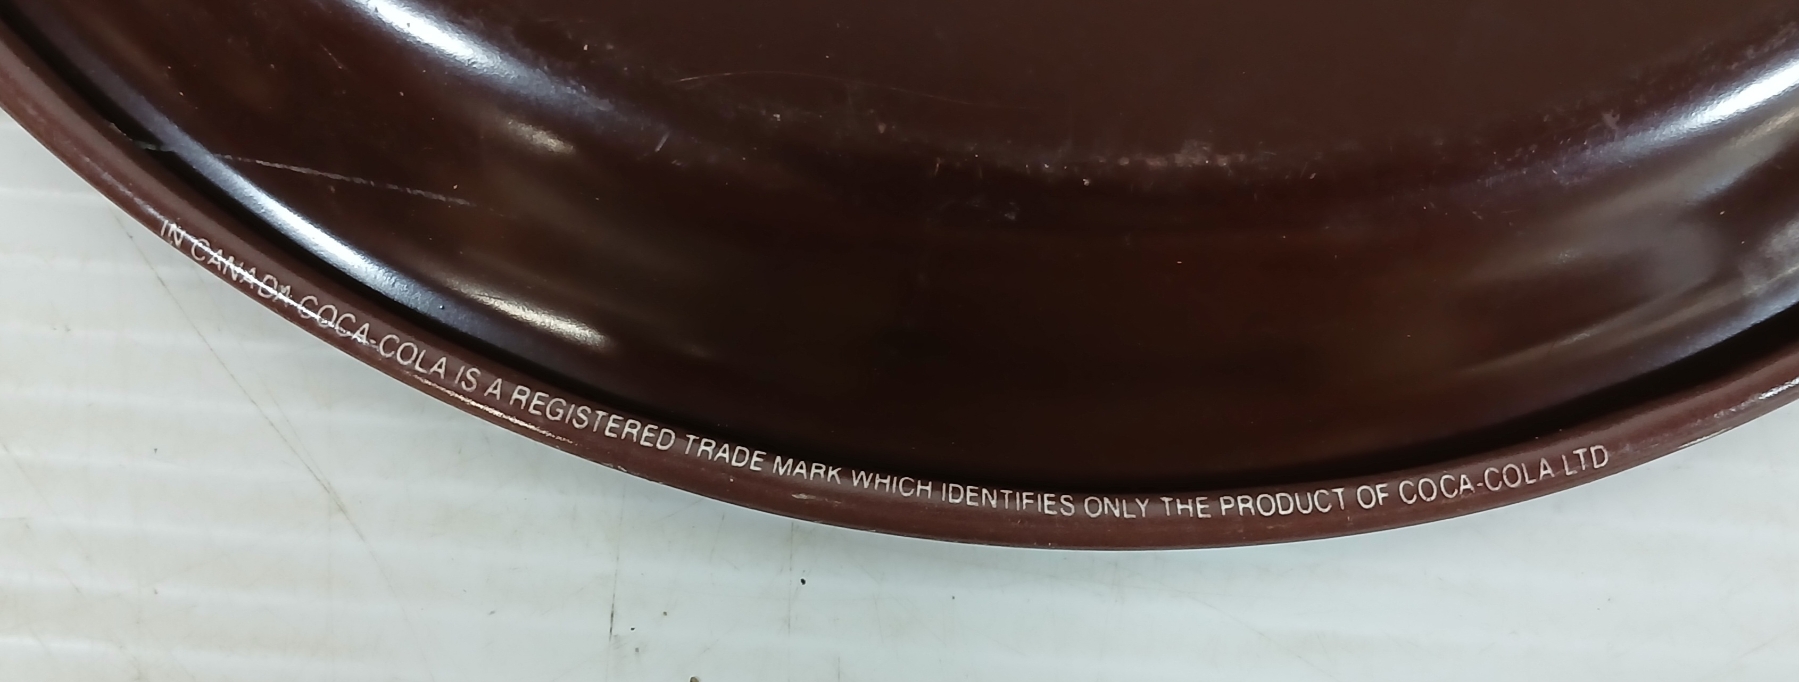 IN CANADA COCA-COLA IS A REGISTERED TRADE MARK WHICH IDENTIFIES ONLY THE PRODUCT OF COCA-COLA LTD